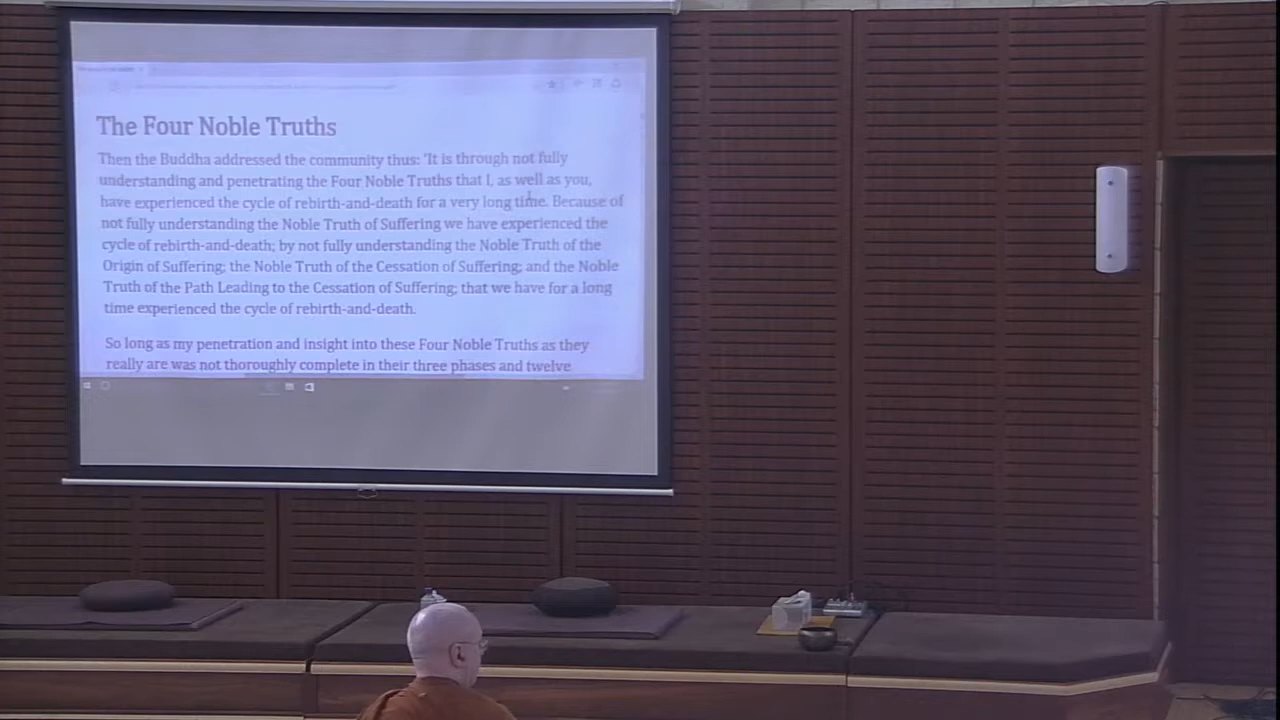 The Four Noble Truths
Then the Buddha addressed the community thus: 'It is through not fully
understanding and penetrating the Four Noble Truths that I, as well as you,
have experienced the cycle of rebirth-and-death for a very long time. Because of
not fully understanding the Noble Truth of Suffering we have experienced the
cycle of rebirth-and-death; by not fully understanding the Noble Truth of the
Origin of Suffering; the Noble Truth of the Cessation of Suffering; and the Noble
Truth of the Path Leading to the Cessation of Suffering; that we have for a long
time experienced the cycle of rebirth-and-death.
So long as my penetration and insight into these Four Noble Truths as they
really are was not thoroughly complete in their three phases and twelve